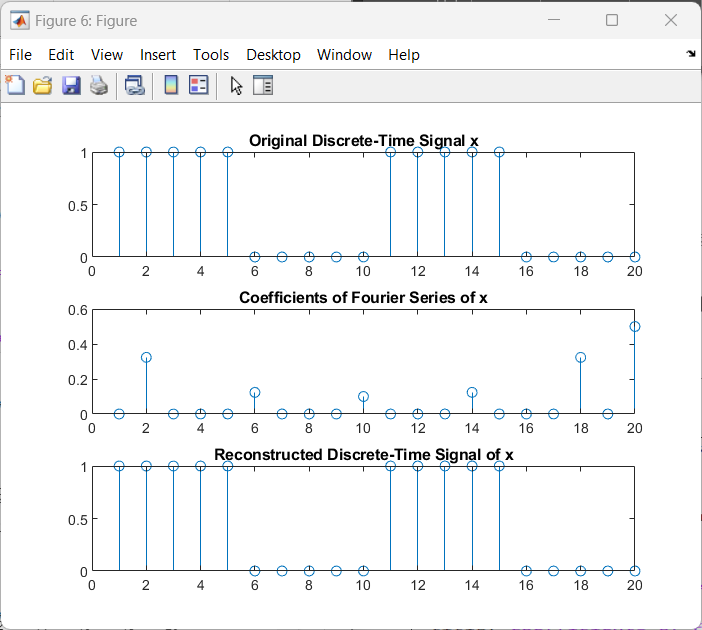 Figure 6: Figure
File Edit View Insert Tools Desktop Window Help
Original Discrete-Time Signal x
1
0.5
0
0 2 4 6 8 10 12 14 16 18 20
Coefficients of Fourier Series of x
0.6
0.4
0.2
0
0 2 4 6 8 10 12 14 16 18 20
Reconstructed Discrete-Time Signal of x
1
0.5
0
0 2 4 6 8 10 12 14 16 18 20